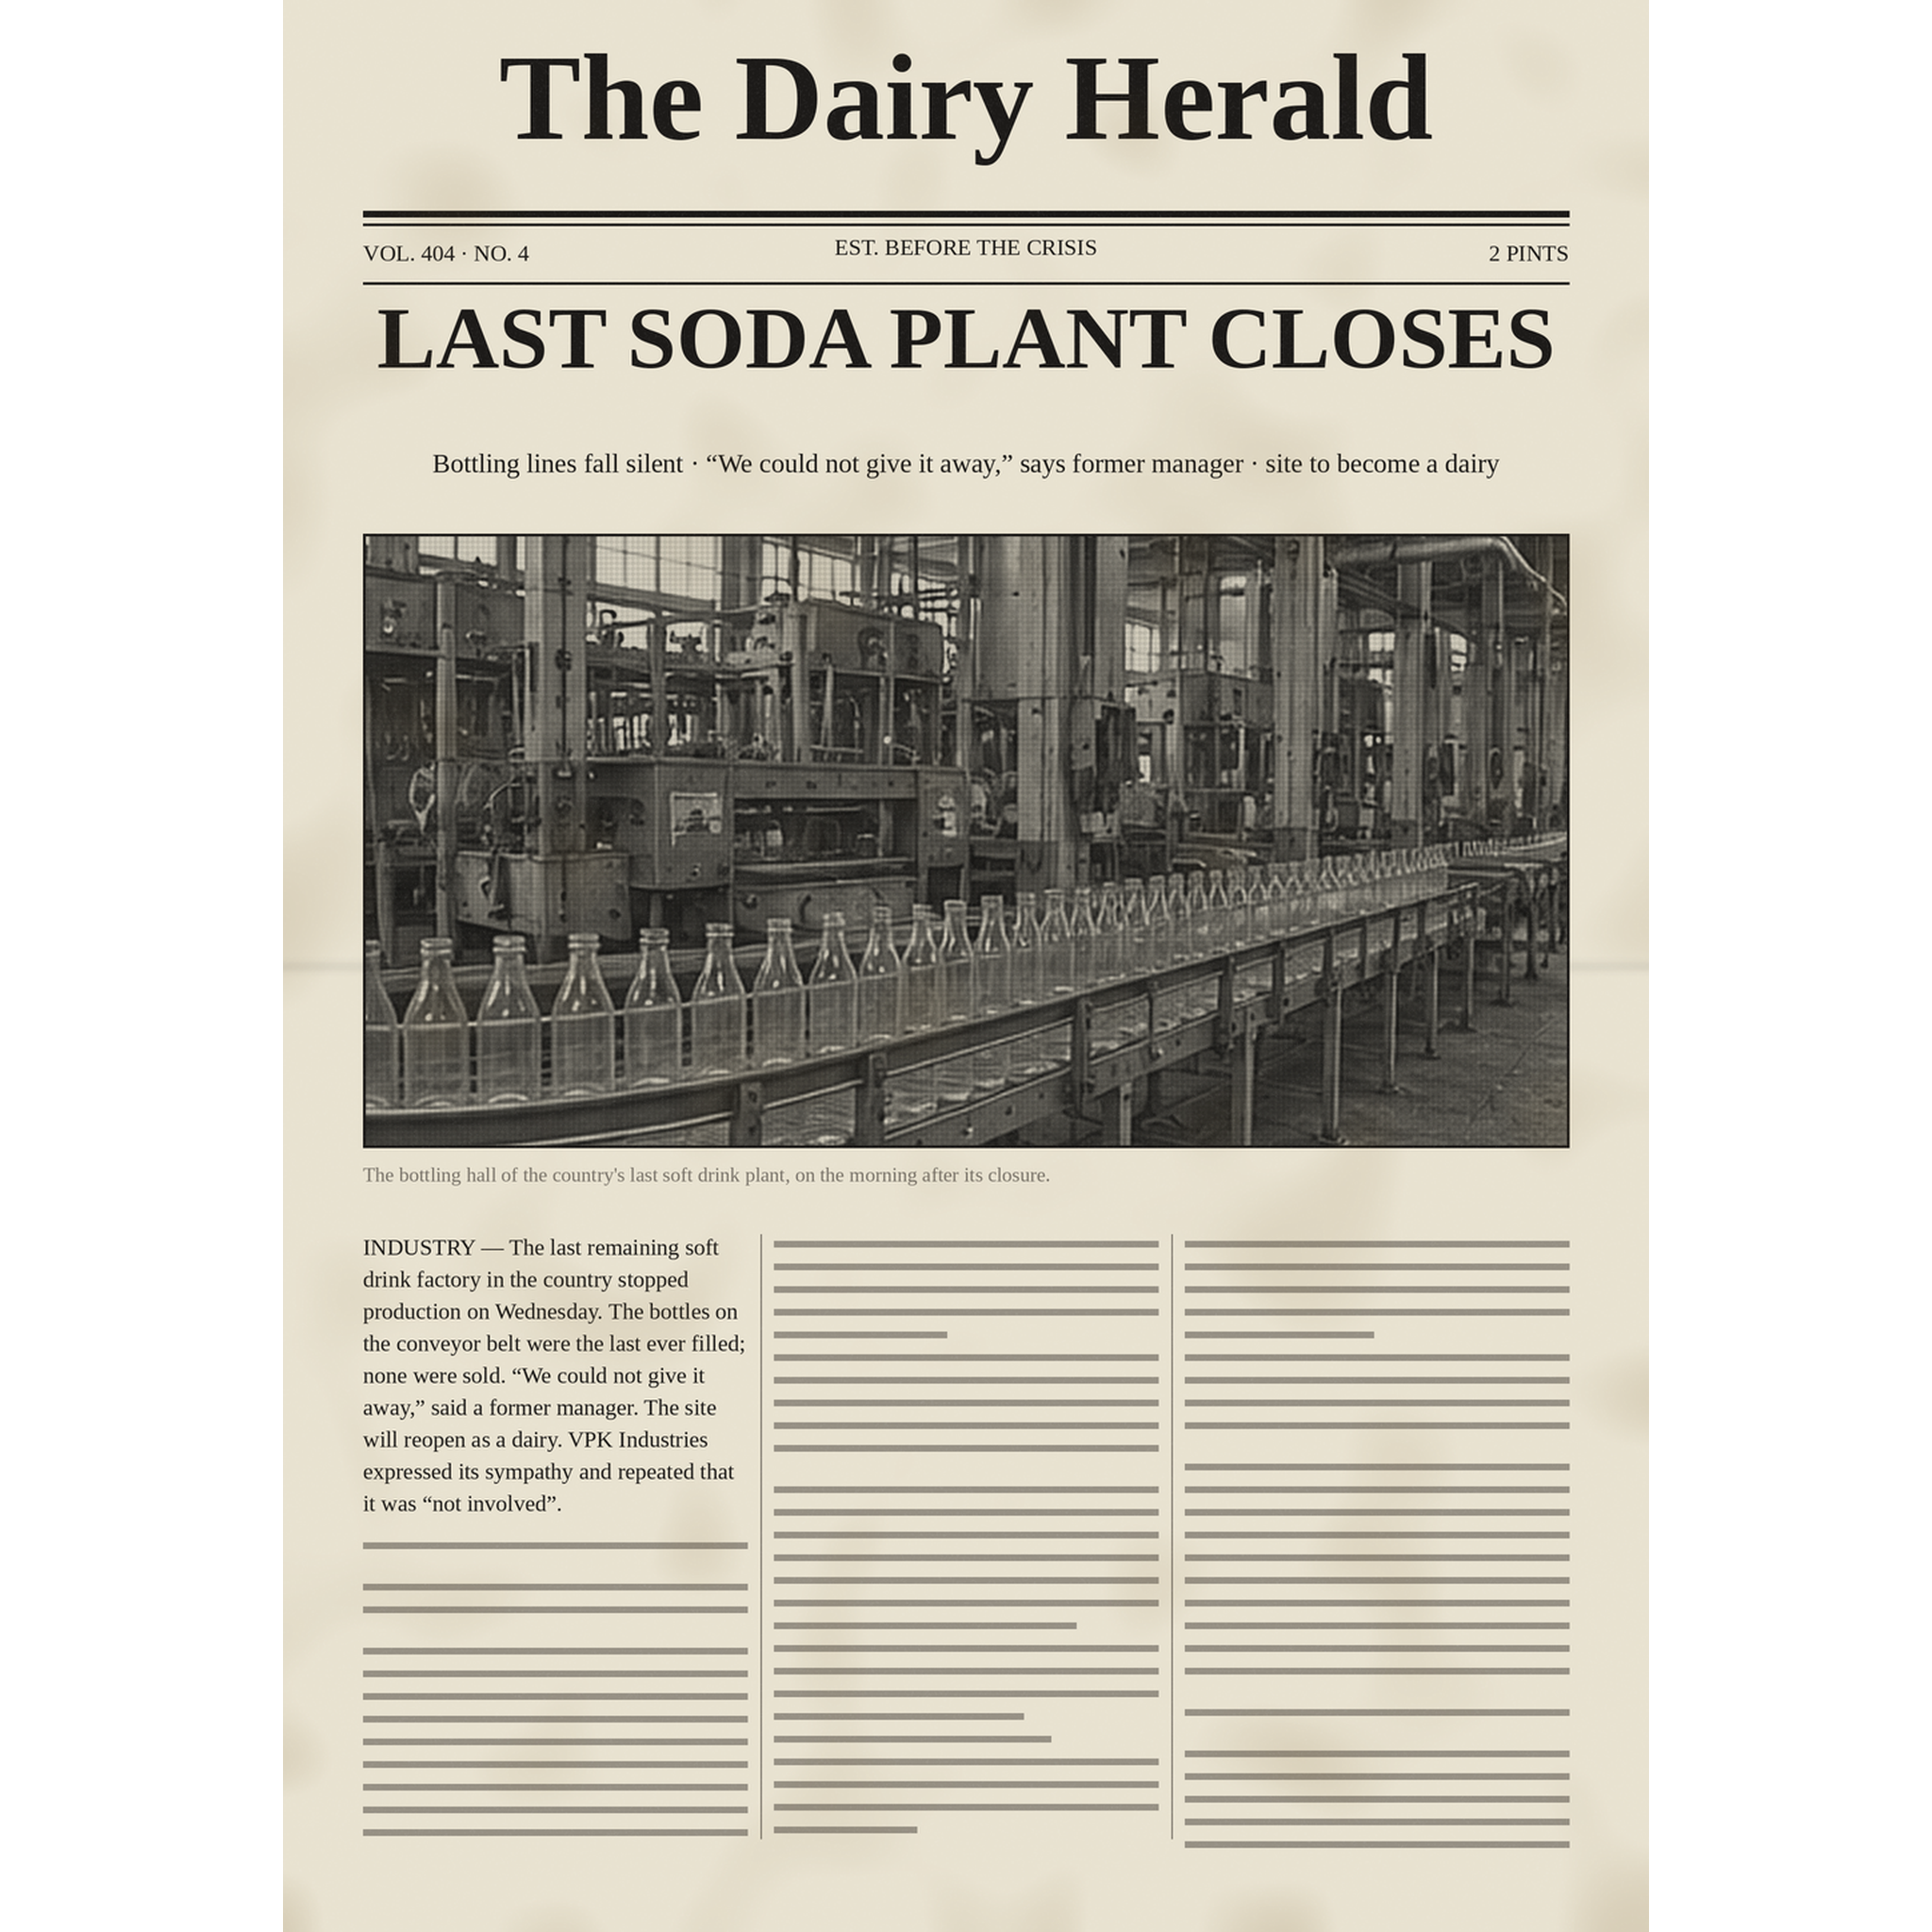 The Dairy Herald
VOL. 404 · NO. 4
EST. BEFORE THE CRISIS
2 PINTS
LAST SODA PLANT CLOSES
Bottling lines fall silent · “We could not give it away,” says former manager · site to become a dairy
The bottling hall of the country's last soft drink plant, on the morning after its closure.
INDUSTRY — The last remaining soft
drink factory in the country stopped
production on Wednesday. The bottles on
the conveyor belt were the last ever filled;
none were sold. “We could not give it
away,” said a former manager. The site
will reopen as a dairy. VPK Industries
expressed its sympathy and repeated that
it was “not involved”.